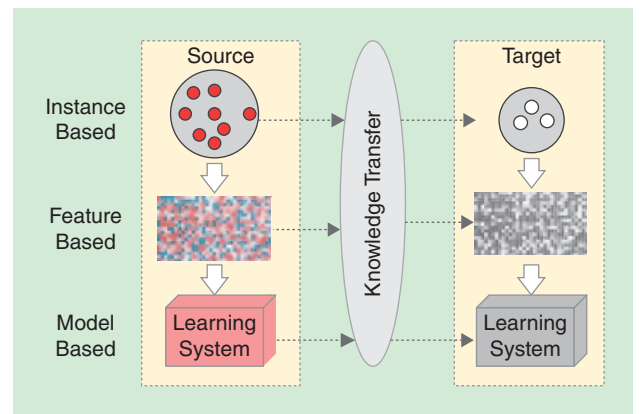 Source
Target
Instance
Based
Feature
Based
Model
Based
Knowledge Transfer
Learning
System
Learning
System